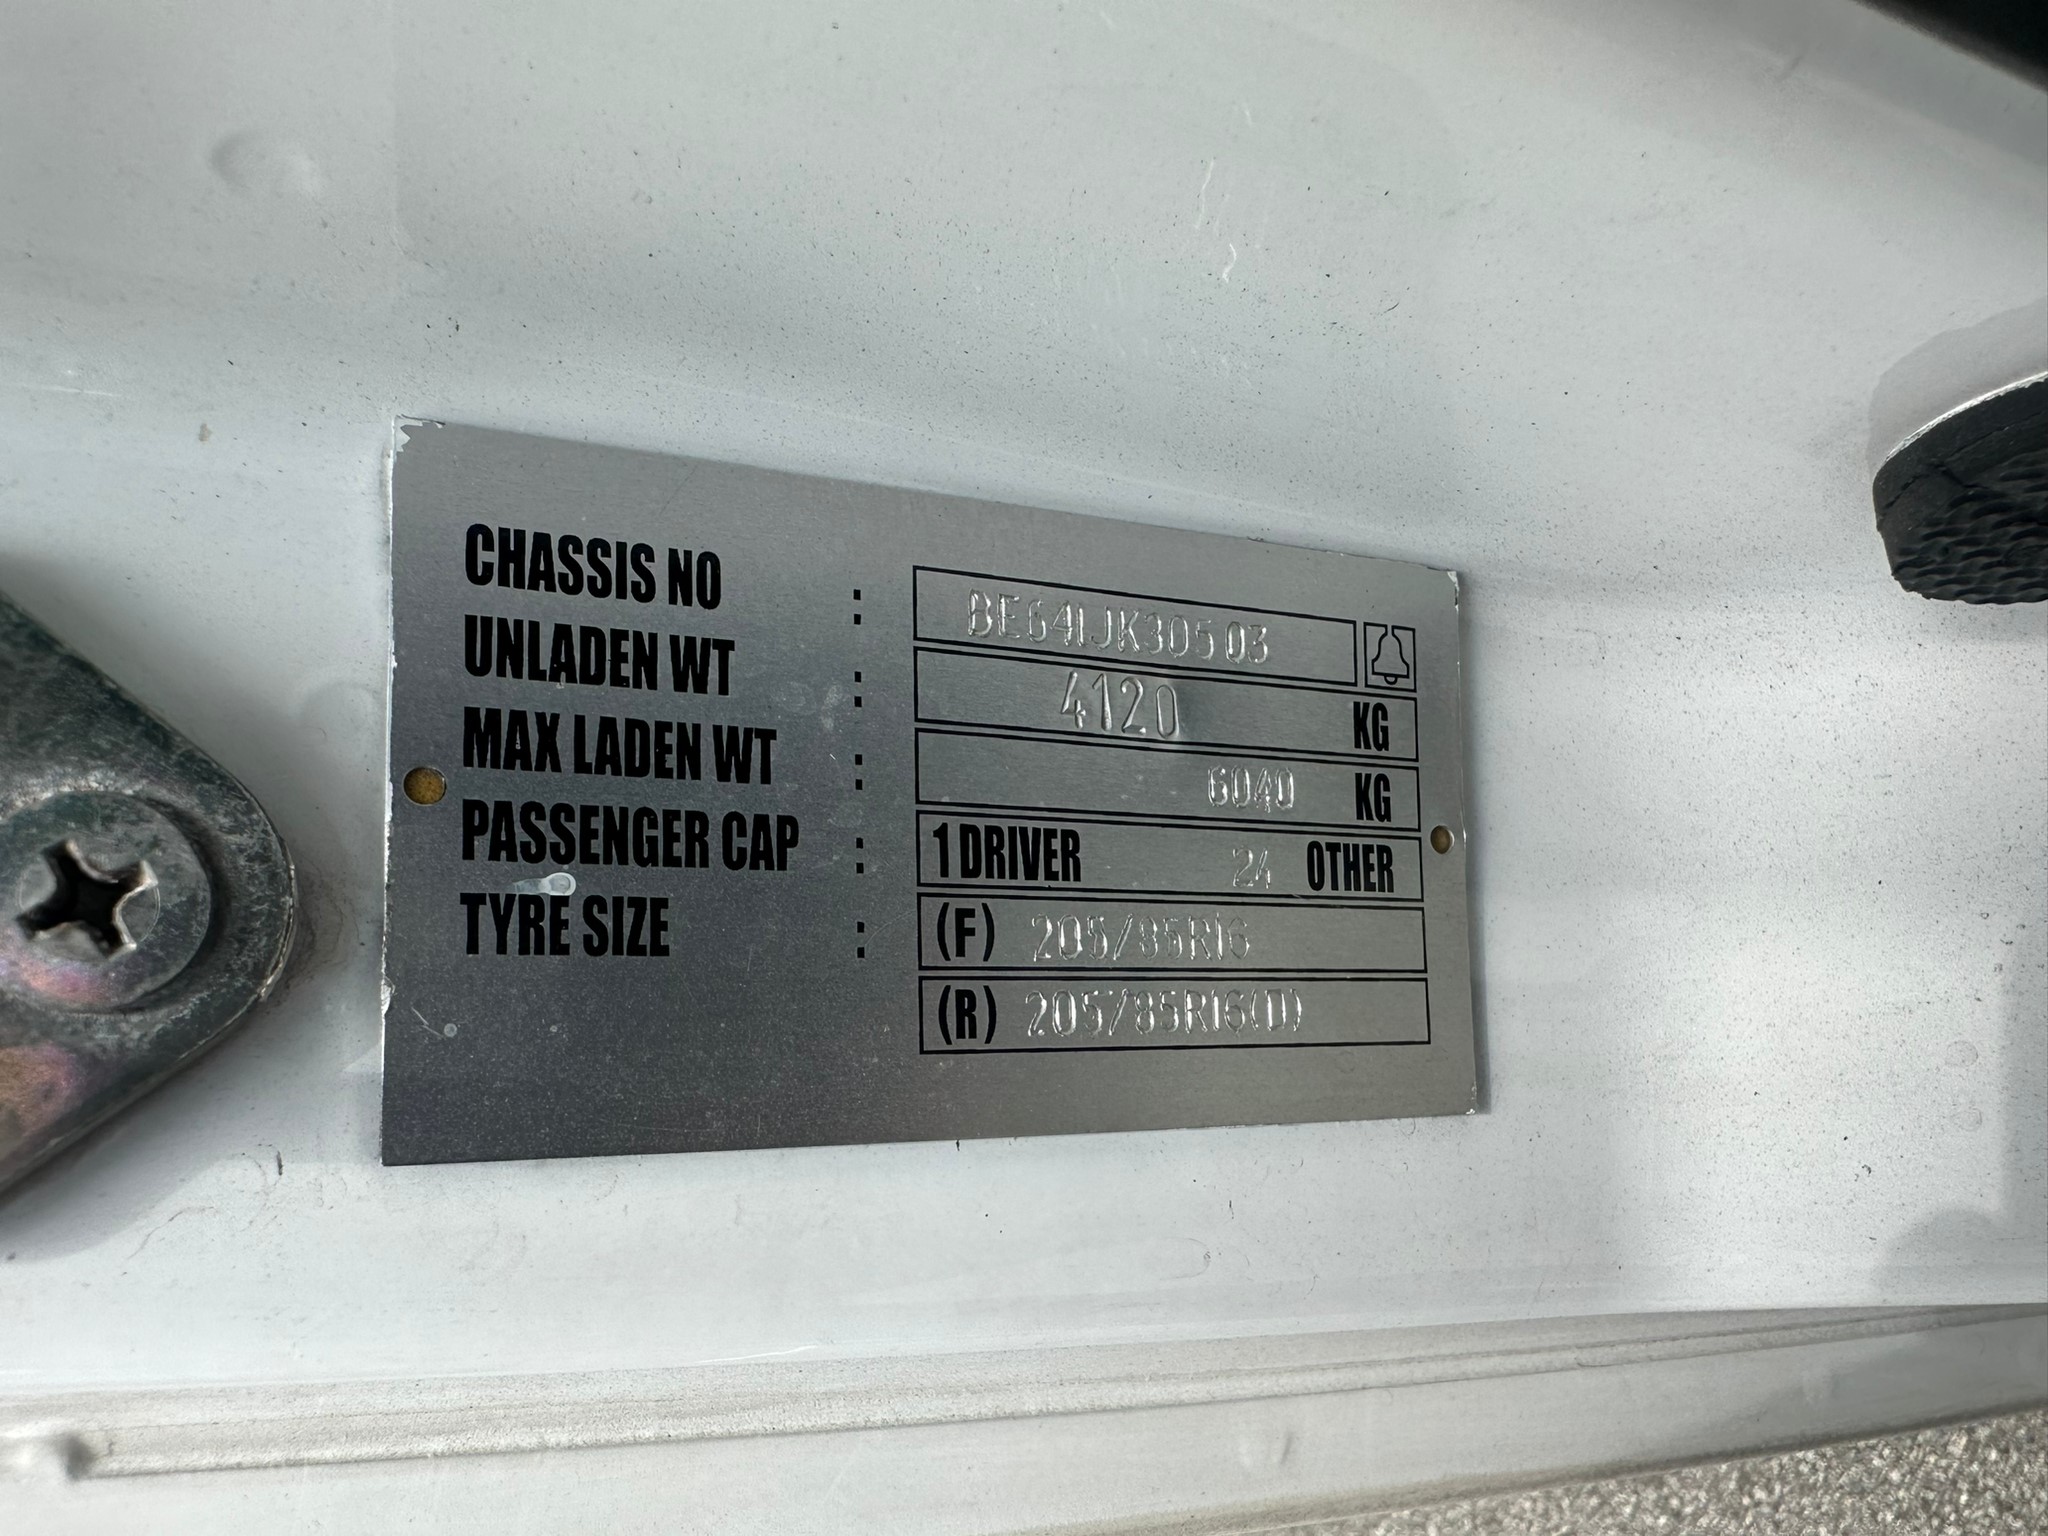 CHASSIS NO : BE641JK30503
UNLADEN WT : 4120 KG
MAX LADEN WT : 6040 KG
PASSENGER CAP : 1 DRIVER 24 OTHER
TYRE SIZE : (F) 205/85R16
(R) 205/85R16(D)